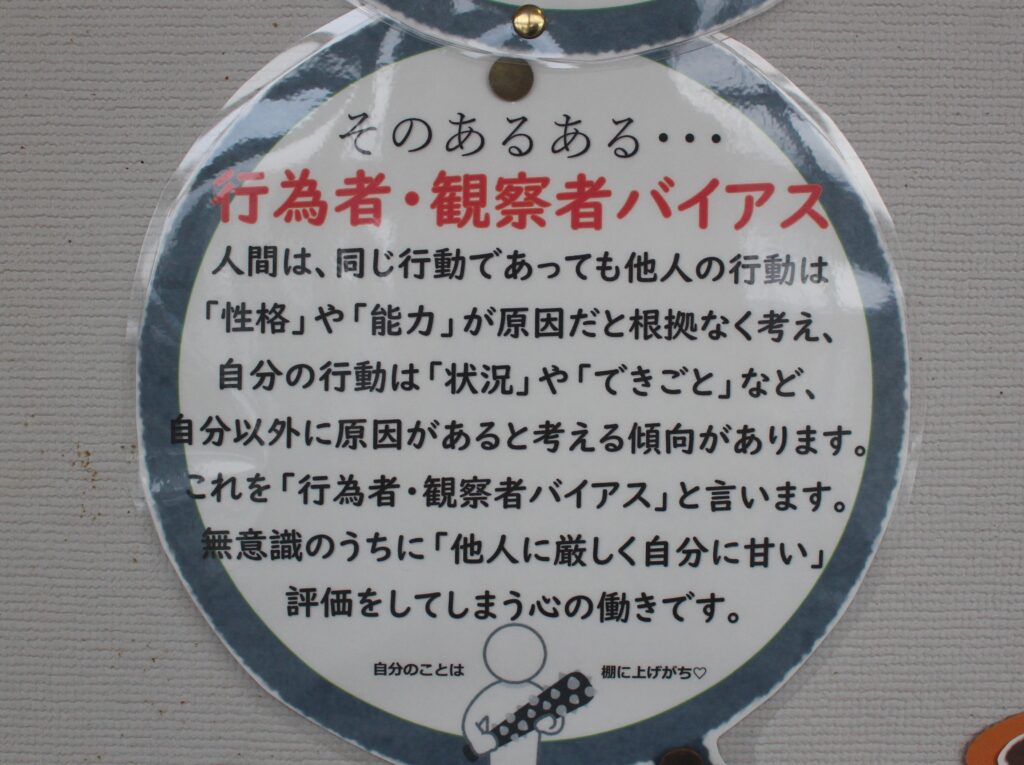 そのあるある・・・
行為者・観察者バイアス
人間は、同じ行動であっても他人の行動は
「性格」や「能力」が原因だと根拠なく考え、
自分の行動は「状況」や「できごと」など、
自分以外に原因があると考える傾向があります。
これを「行為者・観察者バイアス」と言います。
無意識のうちに「他人に厳しく自分に甘い」
評価をしてしまう心の働きです。
自分のことは 棚に上げがち♡